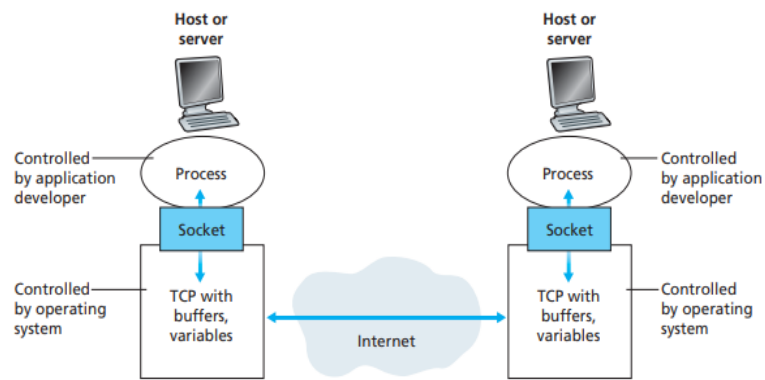 Host or
server
Host or
server
Controlled
by application
developer
Process
Process
Controlled
by application
developer
Socket
Socket
Controlled
by operating
system
TCP with
buffers,
variables
Internet
TCP with
buffers,
variables
Controlled
by operating
system